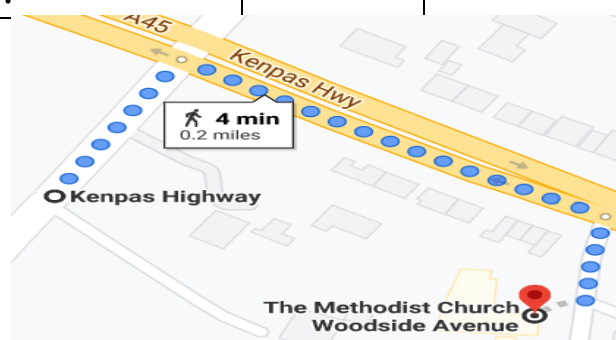 A45
Kenpas Hwy
4 min
0.2 miles
Kenpas Highway
The Methodist Church
Woodside Avenue